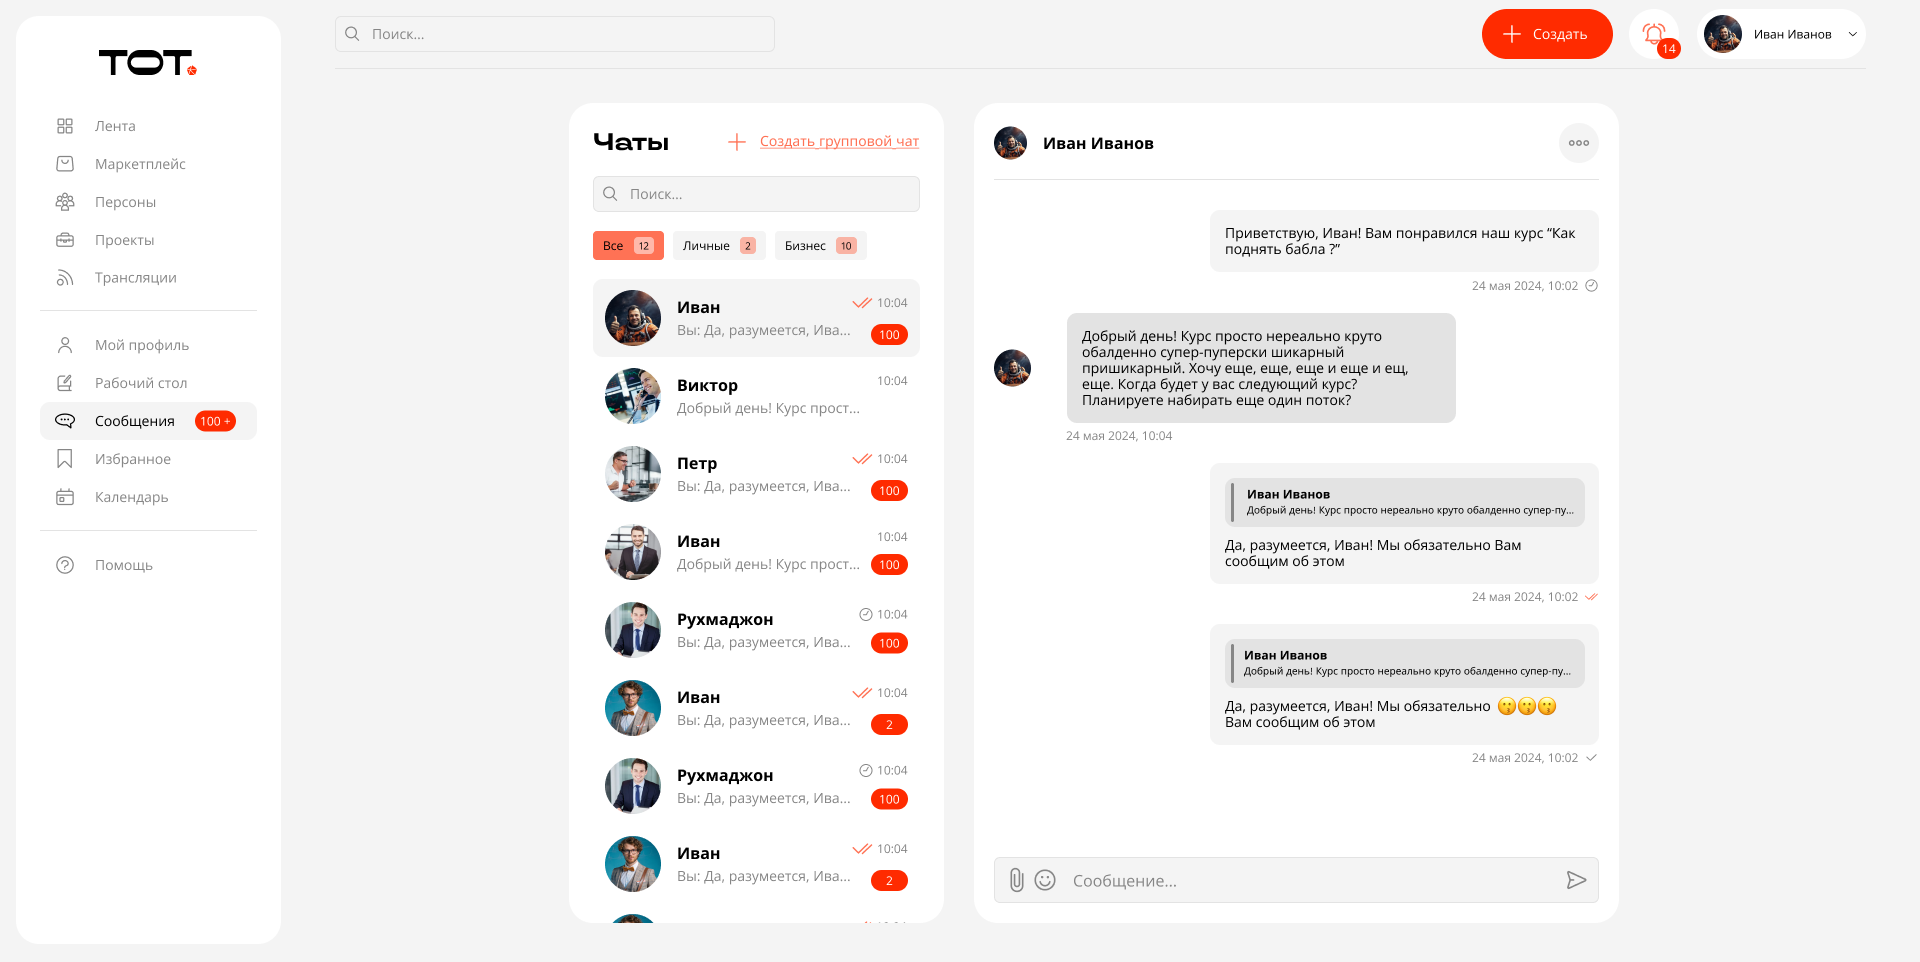 ТОТ.
Лента
Маркетплейс
Персоны
Проекты
Трансляции
Мой профиль
Рабочий стол
Сообщения 100 +
Избранное
Календарь
Помощь
Поиск...
Создать
14
Иван Иванов
Чаты
Создать групповой чат
Поиск...
Все 12
Личные 2
Бизнес 10
Иван 10:04
Вы: Да, разумеется, Ива... 100
Виктор 10:04
Добрый день! Курс прост...
Петр 10:04
Вы: Да, разумеется, Ива... 100
Иван 10:04
Добрый день! Курс прост... 100
Рухмаджон 10:04
Вы: Да, разумеется, Ива... 100
Иван 10:04
Вы: Да, разумеется, Ива... 2
Рухмаджон 10:04
Вы: Да, разумеется, Ива... 100
Иван 10:04
Вы: Да, разумеется, Ива... 2
Иван Иванов
Приветствую, Иван! Вам понравился наш курс “Как
поднять бабла ?”
24 мая 2024, 10:02
Добрый день! Курс просто нереально круто
обалденно супер-пуперски шикарный
пришикарный. Хочу еще, еще, еще и еще и ещ,
еще. Когда будет у вас следующий курс?
Планируете набирать еще один поток?
24 мая 2024, 10:04
Иван Иванов
Добрый день! Курс просто нереально круто обалденно супер-пу...
Да, разумеется, Иван! Мы обязательно Вам
сообщим об этом
24 мая 2024, 10:02
Иван Иванов
Добрый день! Курс просто нереально круто обалденно супер-пу...
Да, разумеется, Иван! Мы обязательно 😗😗😗
Вам сообщим об этом
24 мая 2024, 10:02
Сообщение...